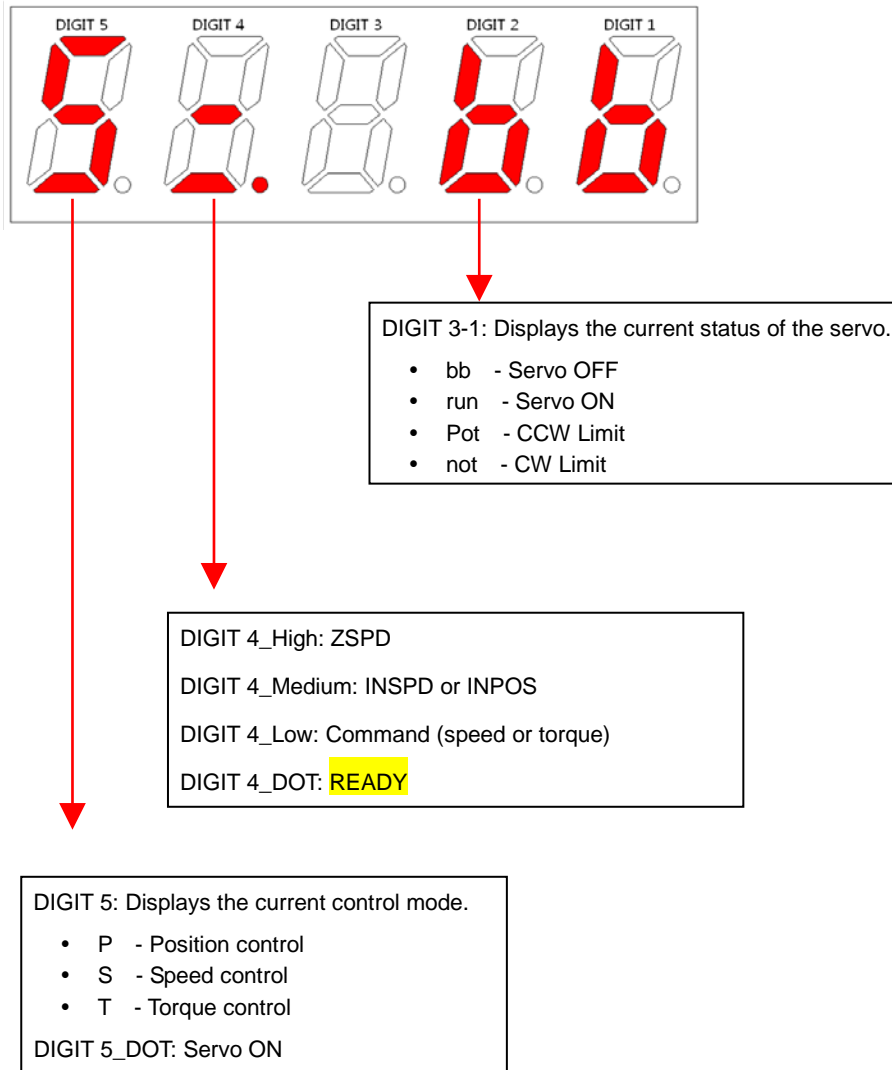 DIGIT 5 DIGIT 4 DIGIT 3 DIGIT 2 DIGIT 1
S bb
DIGIT 3-1: Displays the current status of the servo.
• bb - Servo OFF
• run - Servo ON
• Pot - CCW Limit
• not - CW Limit
DIGIT 4_High: ZSPD
DIGIT 4_Medium: INSPD or INPOS
DIGIT 4_Low: Command (speed or torque)
DIGIT 4_DOT: READY
DIGIT 5: Displays the current control mode.
• P - Position control
• S - Speed control
• T - Torque control
DIGIT 5_DOT: Servo ON